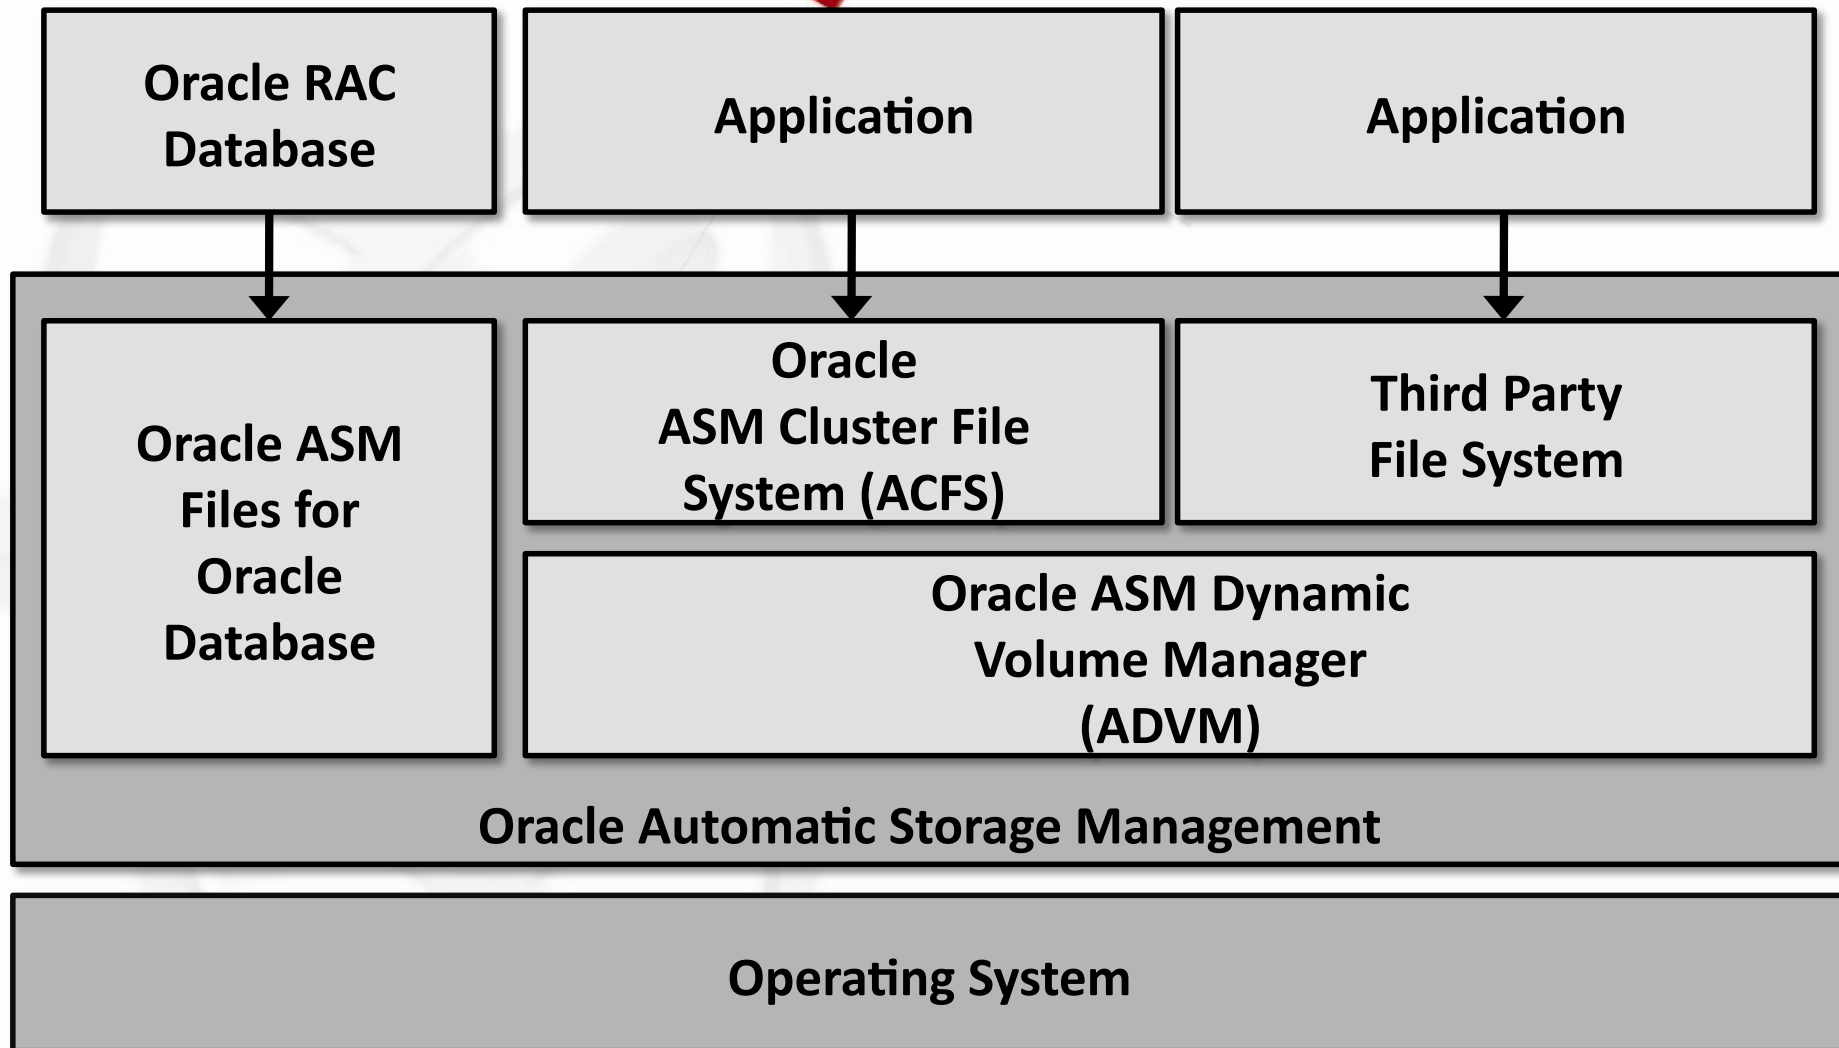 Oracle RAC
Database
Application
Application
Oracle ASM
Files for
Oracle
Database
Oracle
ASM Cluster File
System (ACFS)
Third Party
File System
Oracle ASM Dynamic
Volume Manager
(ADVM)
Oracle Automatic Storage Management
Operating System